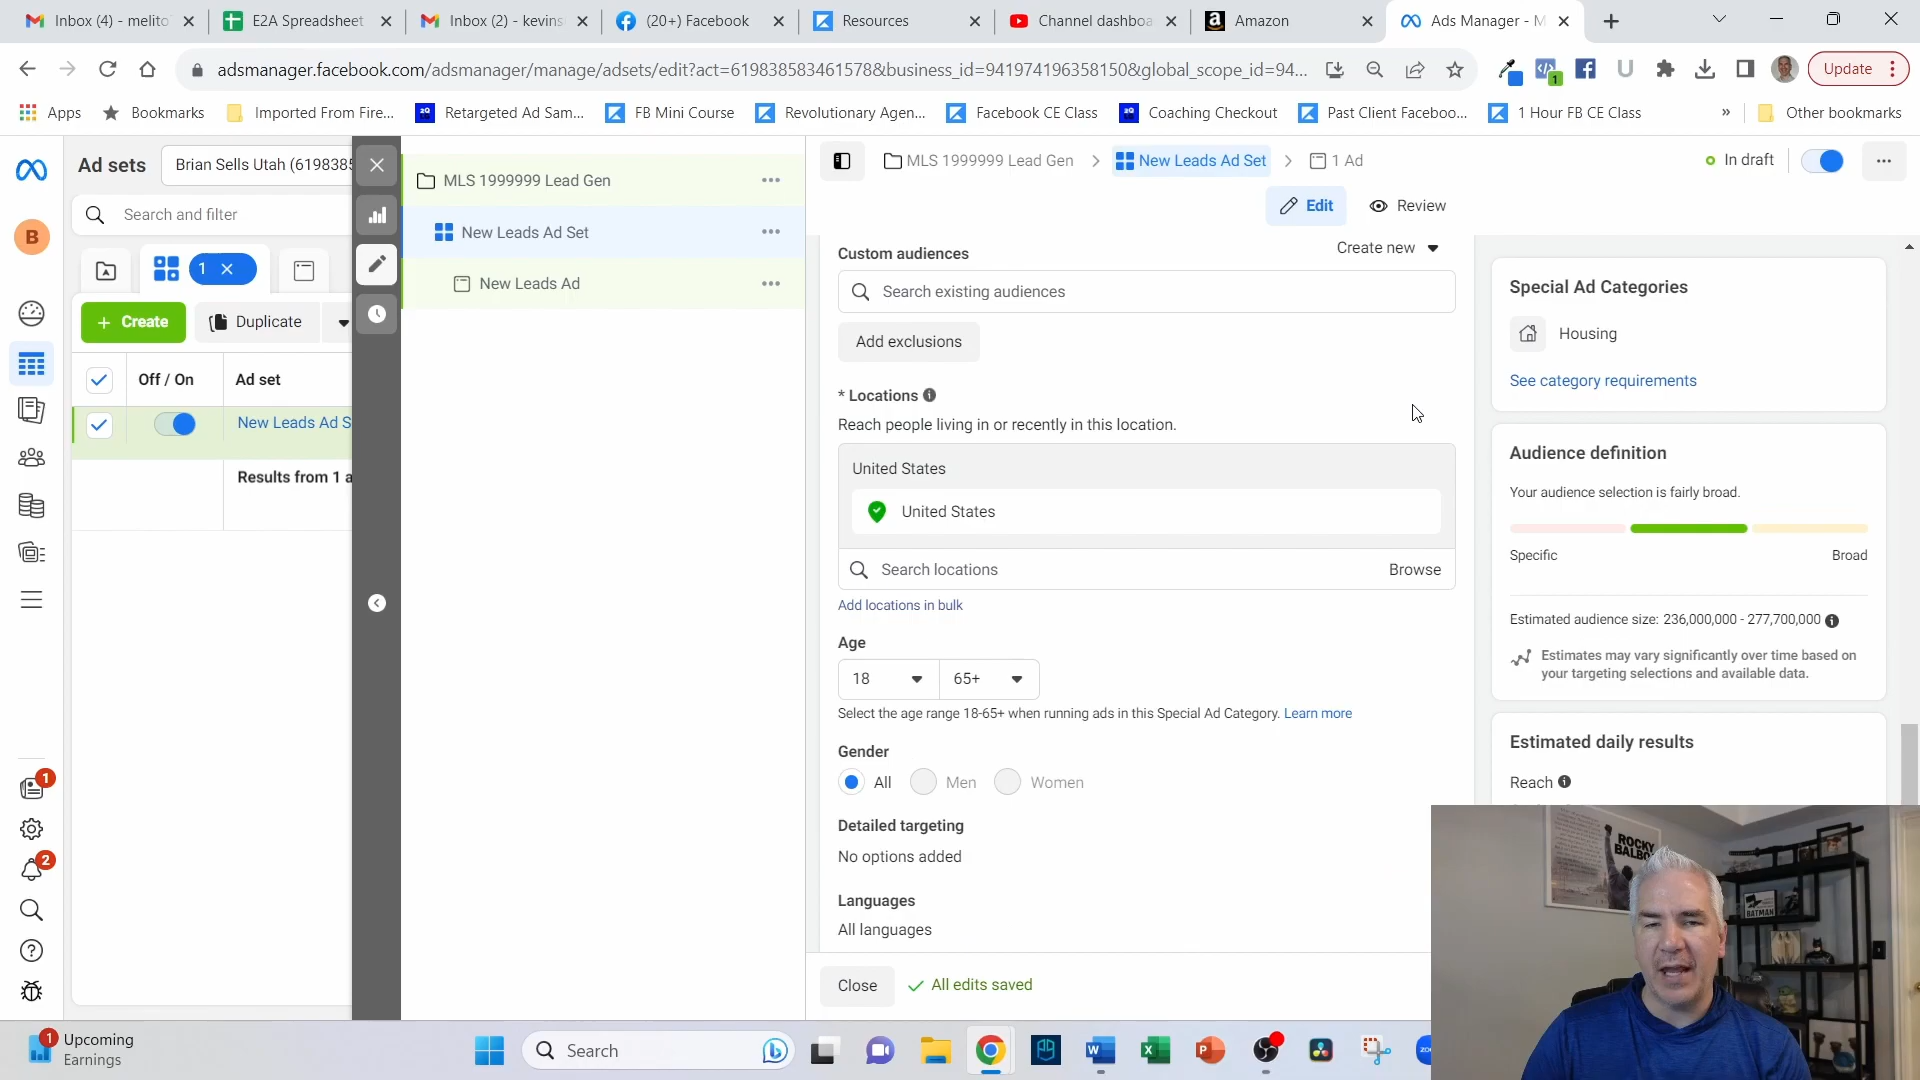 Inbox (4) - melito
E2A Spreadsheet
Inbox (2) - kevins
(20+) Facebook
Resources
Channel dashboa
Amazon
Ads Manager - M
adsmanager.facebook.com/adsmanager/manage/adsets/edit?act=619838583461578&business_id=941974196358150&global_scope_id=94...
1
Update
Apps
Bookmarks
Imported From Fire...
Retargeted Ad Sam...
FB Mini Course
Revolutionary Agen...
Facebook CE Class
Coaching Checkout
Past Client Faceboo...
1 Hour FB CE Class
»
Other bookmarks
Ad sets
Brian Sells Utah (6198385
Search and filter
B
1
Create
Duplicate
Off / On
Ad set
New Leads Ad S
Results from 1 a
MLS 1999999 Lead Gen
New Leads Ad Set
New Leads Ad
MLS 1999999 Lead Gen
New Leads Ad Set
1 Ad
In draft
Edit
Review
Custom audiences
Create new
Search existing audiences
Add exclusions
* Locations
Reach people living in or recently in this location.
United States
United States
Search locations
Browse
Add locations in bulk
Age
18
65+
Select the age range 18-65+ when running ads in this Special Ad Category. Learn more
Gender
All
Men
Women
Detailed targeting
No options added
Languages
All languages
Close
All edits saved
Special Ad Categories
Housing
See category requirements
Audience definition
Your audience selection is fairly broad.
Specific
Broad
Estimated audience size: 236,000,000 - 277,700,000
Estimates may vary significantly over time based on
your targeting selections and available data.
Estimated daily results
Reach
ROCKY
BALBO
BATMAN
1
2
1
Upcoming
Earnings
Search